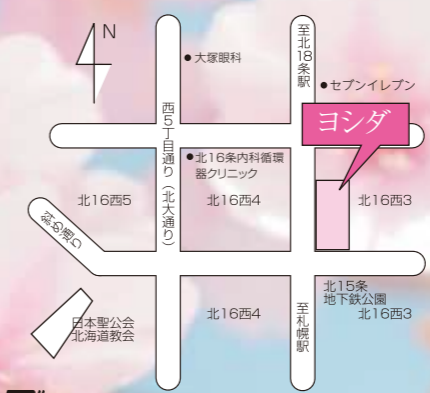 N
●大塚眼科
至北18条駅
●セブンイレブン
ヨシダ
西5丁目通り（北大通り）
●北16条内科循環
器クリニック
北16西5
北16西4
北16西3
斜め通り
北15条
地下鉄公園
北16西4
至札幌駅
北16西3
日本聖公会
北海道教会